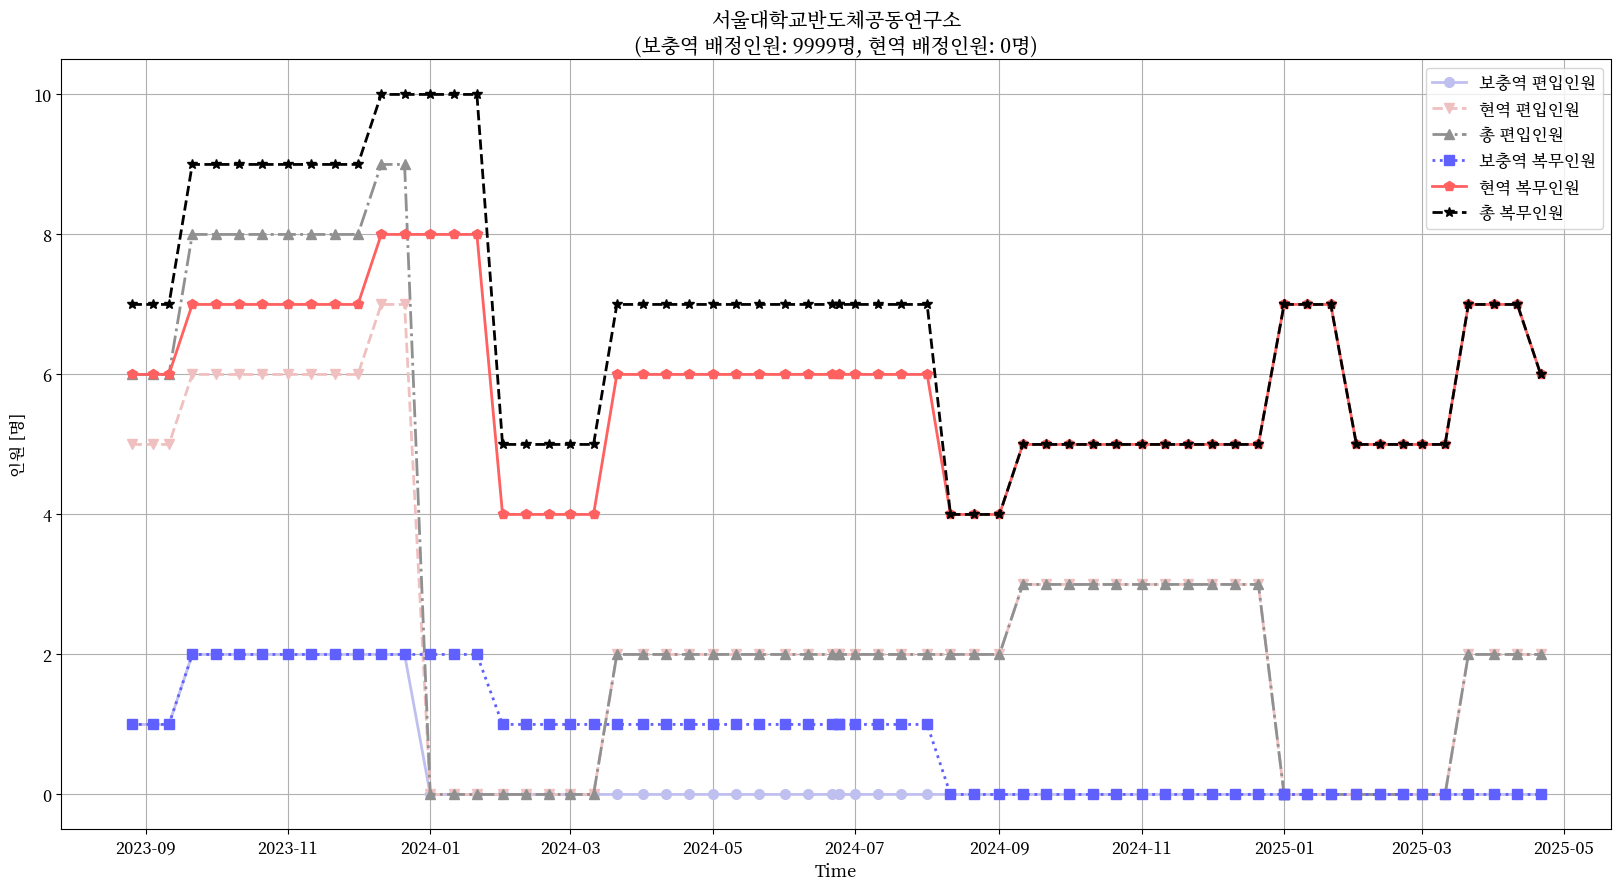 서울대학교반도체공동연구소
(보충역 배정인원: 9999명, 현역 배정인원: 0명)
보충역 편입인원
현역 편입인원
총 편입인원
보충역 복무인원
현역 복무인원
총 복무인원
인원 [명]
10
8
6
4
2
0
2023-09
2023-11
2024-01
2024-03
2024-05
2024-07
2024-09
2024-11
2025-01
2025-03
2025-05
Time